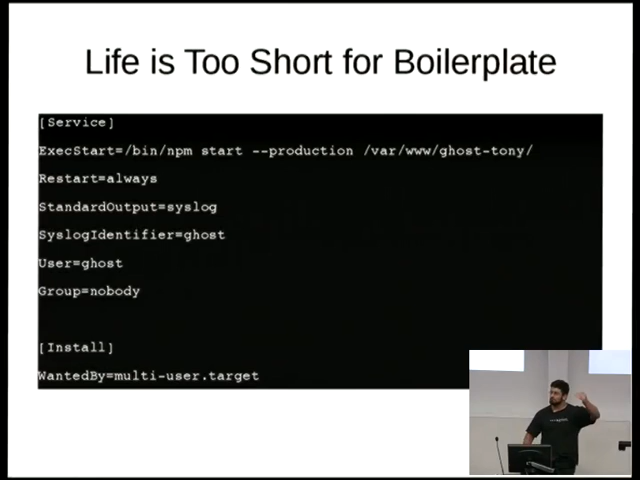 Life is Too Short for Boilerplate
[Service]
ExecStart=/bin/npm start --production /var/www/ghost-tony/
Restart=always
StandardOutput=syslog
SyslogIdentifier=ghost
User=ghost
Group=nobody
[Install]
WantedBy=multi-user.target